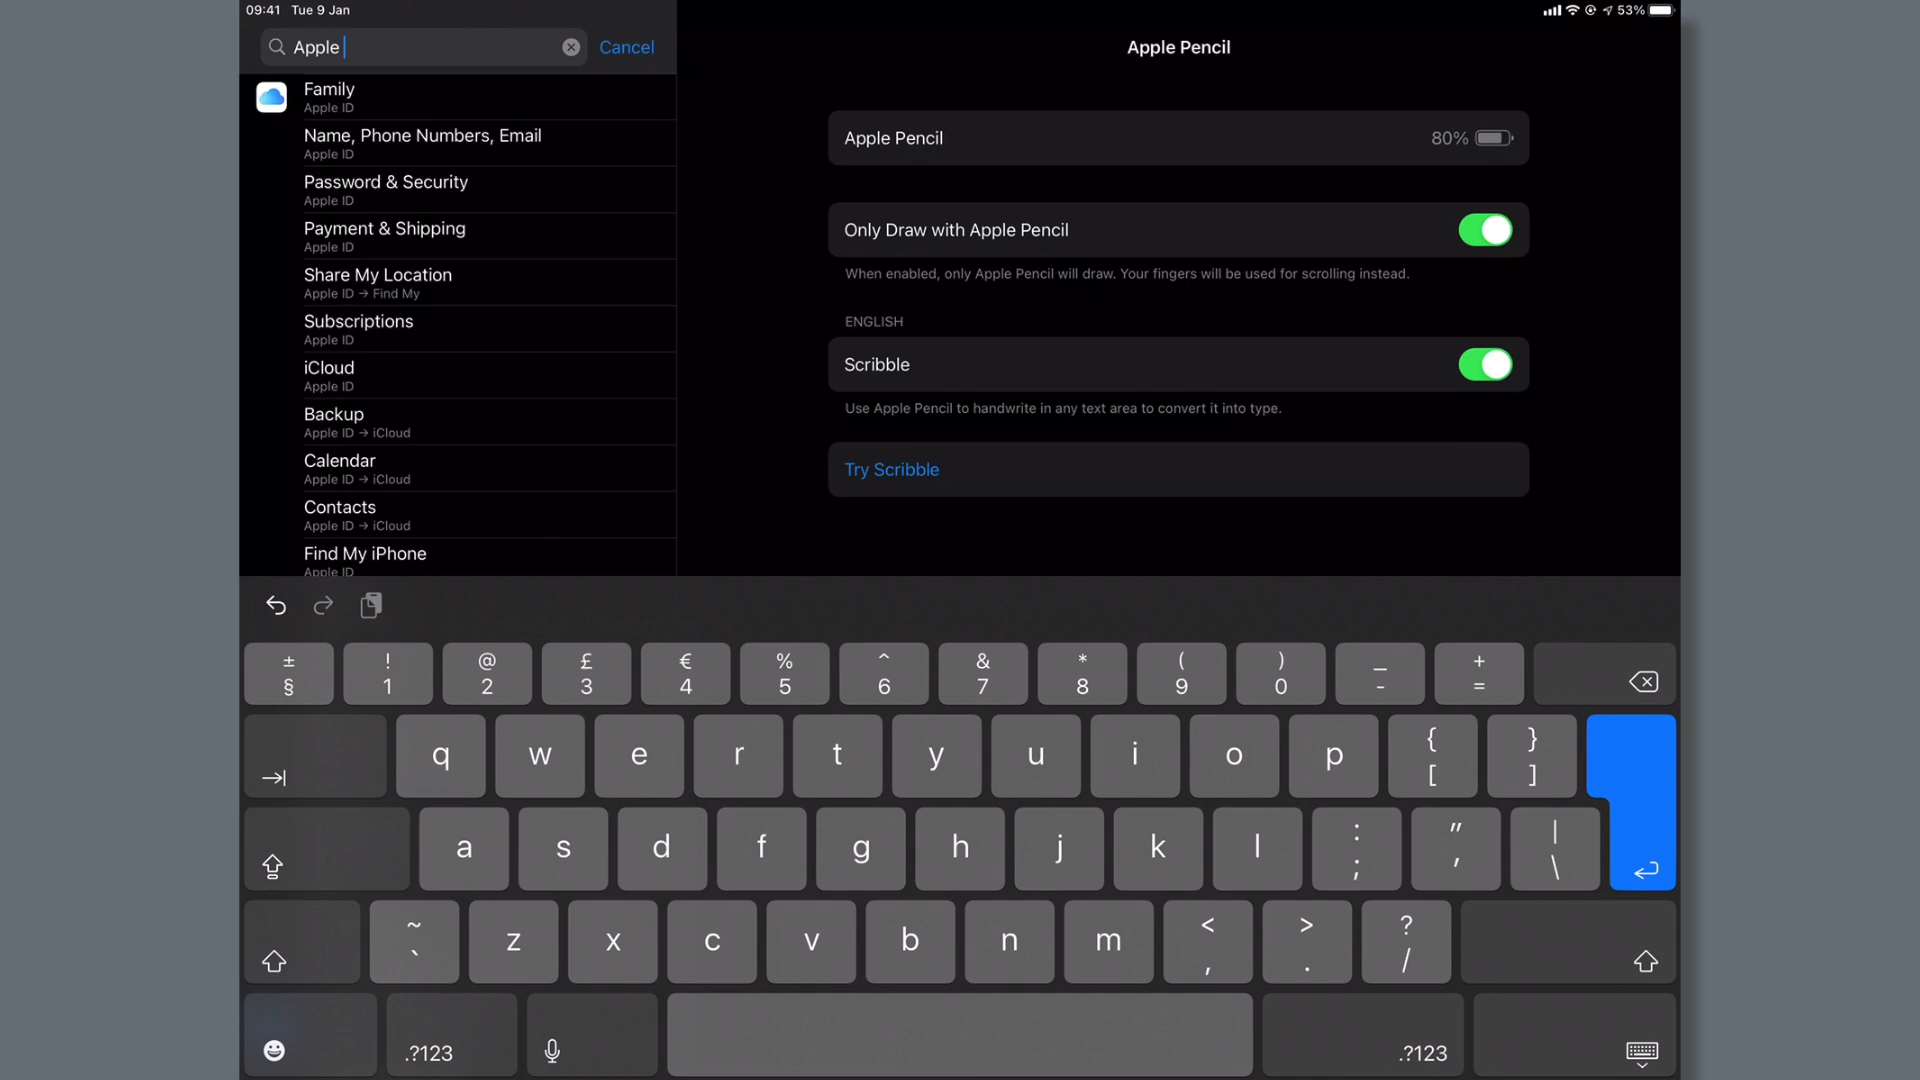 09:41 Tue 9 Jan
53%
Apple
Cancel
Family
Apple ID
Name, Phone Numbers, Email
Apple ID
Password & Security
Apple ID
Payment & Shipping
Apple ID
Share My Location
Apple ID → Find My
Subscriptions
Apple ID
iCloud
Apple ID
Backup
Apple ID → iCloud
Calendar
Apple ID → iCloud
Contacts
Apple ID → iCloud
Find My iPhone
Apple ID
Apple Pencil
Apple Pencil 80%
Only Draw with Apple Pencil
When enabled, only Apple Pencil will draw. Your fingers will be used for scrolling instead.
ENGLISH
Scribble
Use Apple Pencil to handwrite in any text area to convert it into type.
Try Scribble
± ! @ £ € % ^ & * ( ) _ +
§ 1 2 3 4 5 6 7 8 9 0 - =
q w e r t y u i o p { }
[ ]
a s d f g h j k l : " |
; ' \
~ z x c v b n m < > ?
` , . /
.?123 .?123